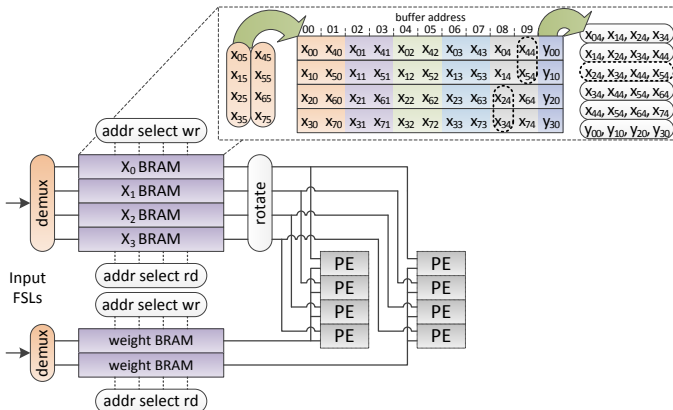 buffer address
00 01 02 03 04 05 06 07 08 09
x05 x45
x15 x55
x25 x65
x35 x75
x00 x40 x01 x41 x02 x42 x03 x43 x04 x44 y00
x10 x50 x11 x51 x12 x52 x13 x53 x14 x54 y10
x20 x60 x21 x61 x22 x62 x23 x63 x24 x64 y20
x30 x70 x31 x71 x32 x72 x33 x73 x34 x74 y30
x04, x14, x24, x34
x14, x24, x34, x44
x24, x34, x44, x54
x34, x44, x54, x64
x44, x54, x64, x74
y00, y10, y20, y30
addr select wr
demux
X0 BRAM
X1 BRAM
X2 BRAM
X3 BRAM
rotate
addr select rd
Input
FSLs
addr select wr
demux
weight BRAM
weight BRAM
addr select rd
PE
PE
PE
PE
PE
PE
PE
PE